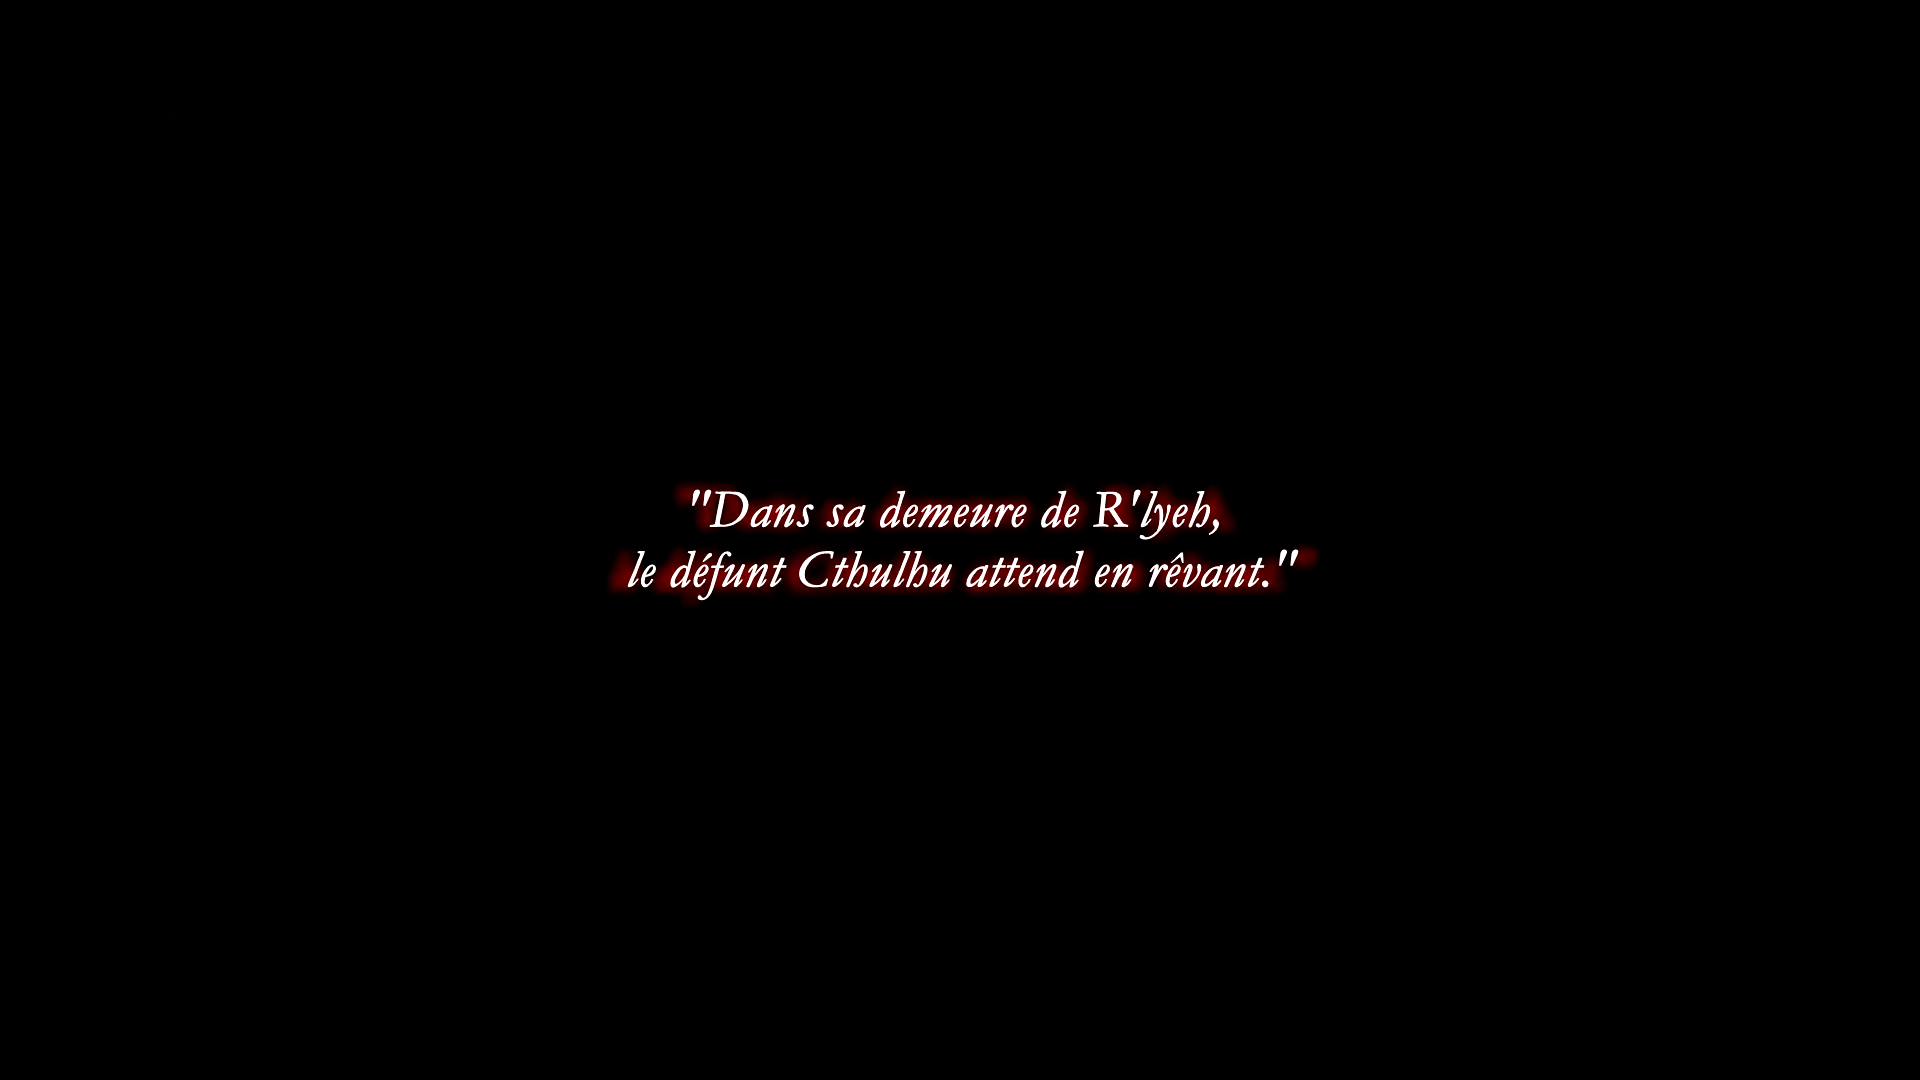 "Dans sa demeure de R'lyeh,
le défunt Cthulhu attend en rêvant."